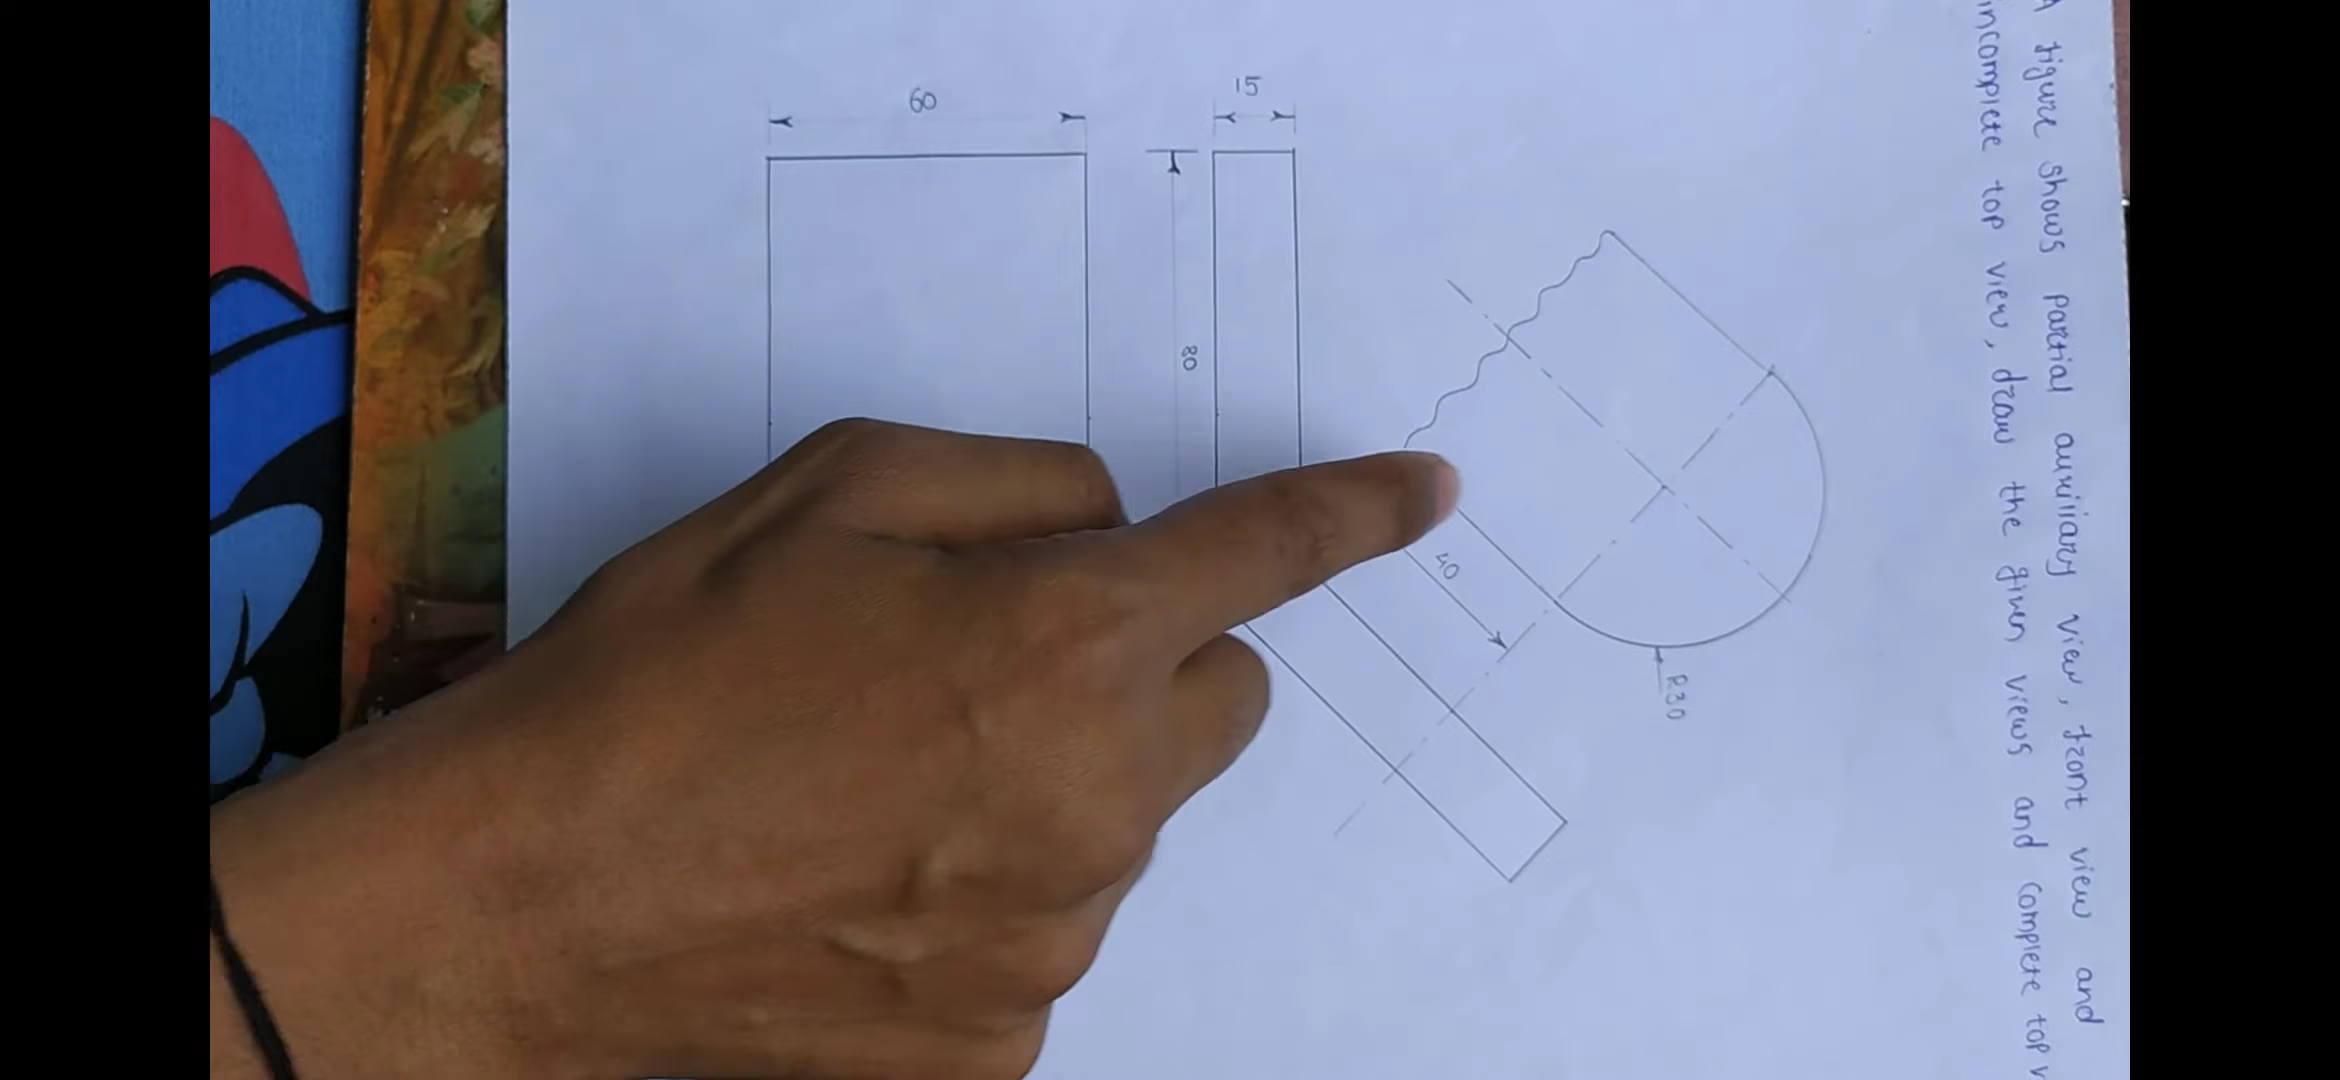 A figure shows partial auxiliary view, front view and
incomplete top view, draw the given views and complete top
15
80
40
R30